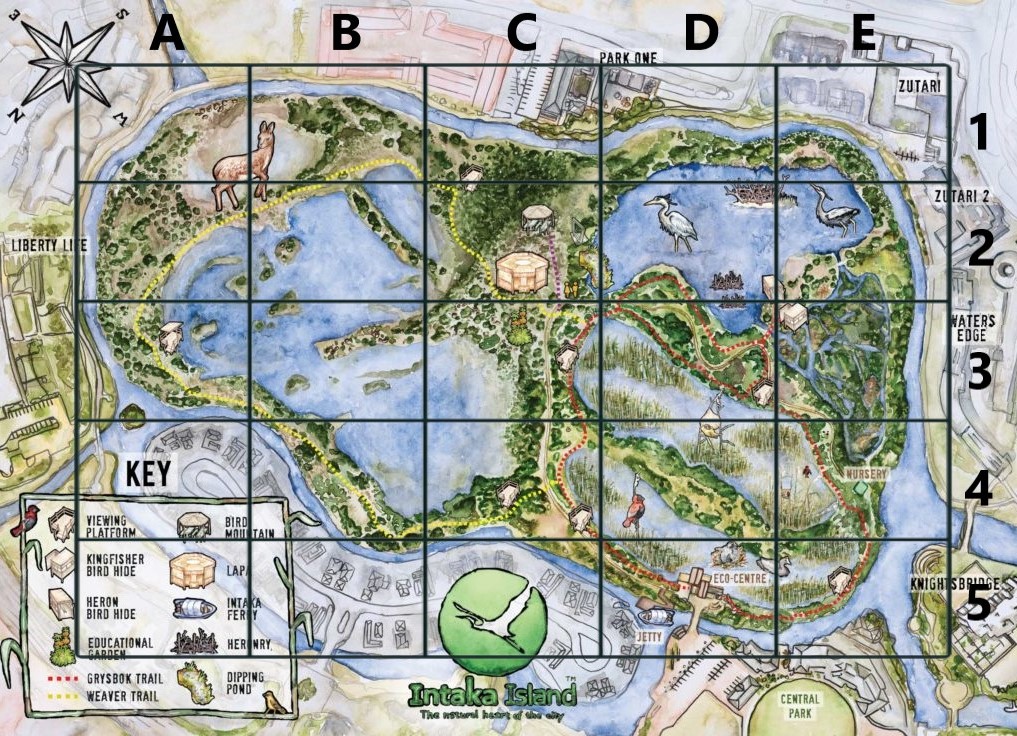 A B C D E
PARK ONE
ZUTARI
1
ZUTARI 2
LIBERTY LIFE
2
WATERS
EDGE
3
NURSERY
4
KNIGHTSBRIDGE
5
ECO-CENTRE
JETTY
CENTRAL
PARK
S
E
N
W
KEY
VIEWING
PLATFORM
BIRD
MOUNTAIN
KINGFISHER
BIRD HIDE
LAPA
HERON
BIRD HIDE
INTAKA
FERRY
EDUCATIONAL
GARDEN
HERONRY
GRYSBOK TRAIL
WEAVER TRAIL
DIPPING
POND
Intaka Island™
The natural heart of the city